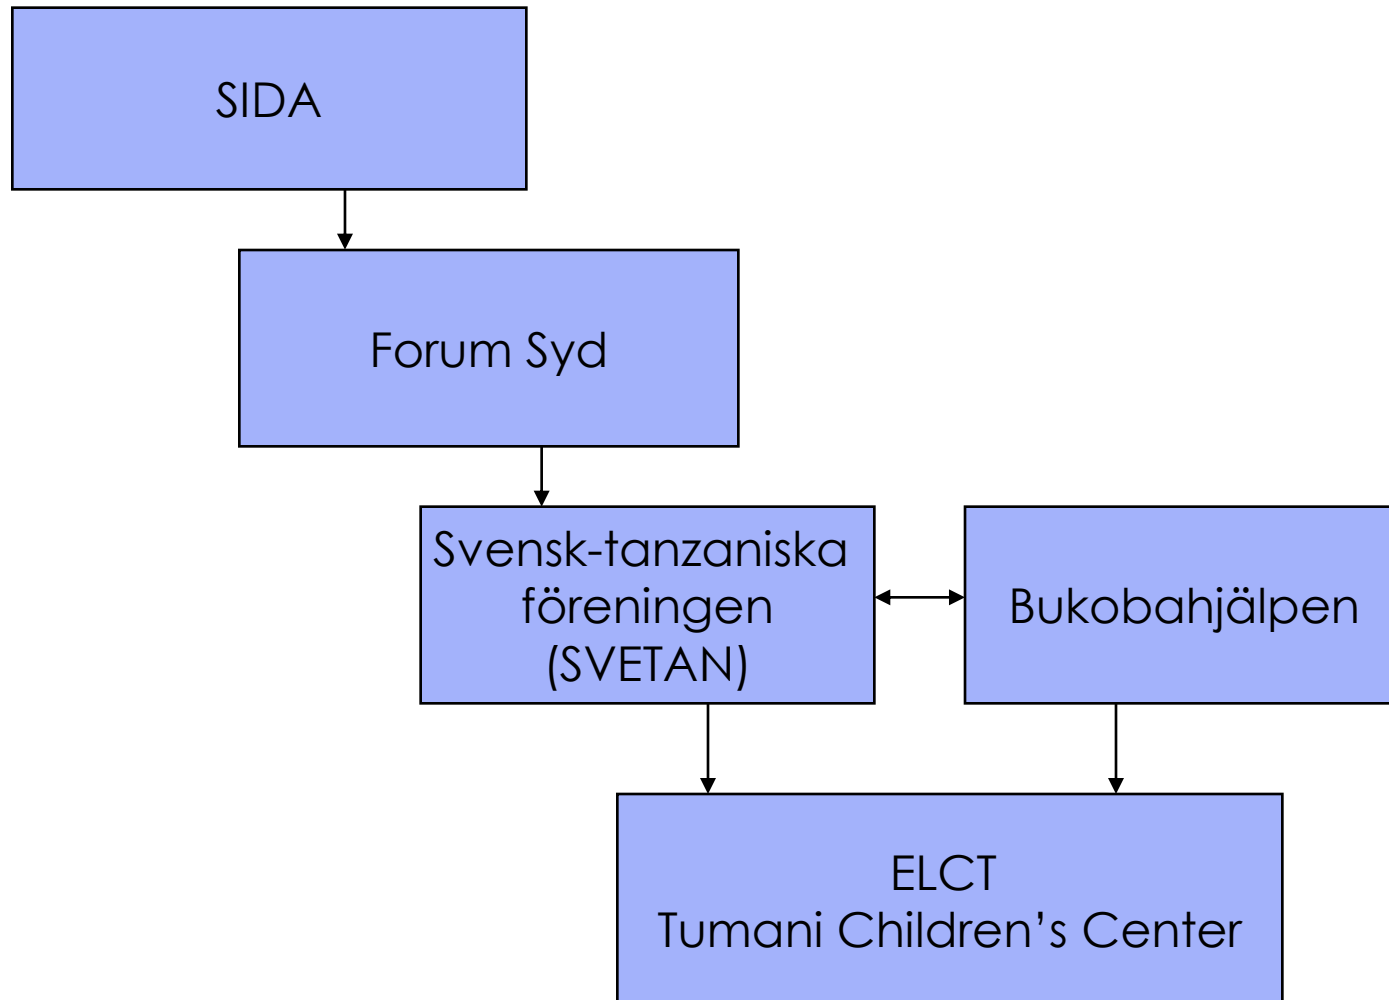 SIDA
Forum Syd
Svensk-tanzaniska
föreningen
(SVETAN)
Bukobahjälpen
ELCT
Tumani Children’s Center